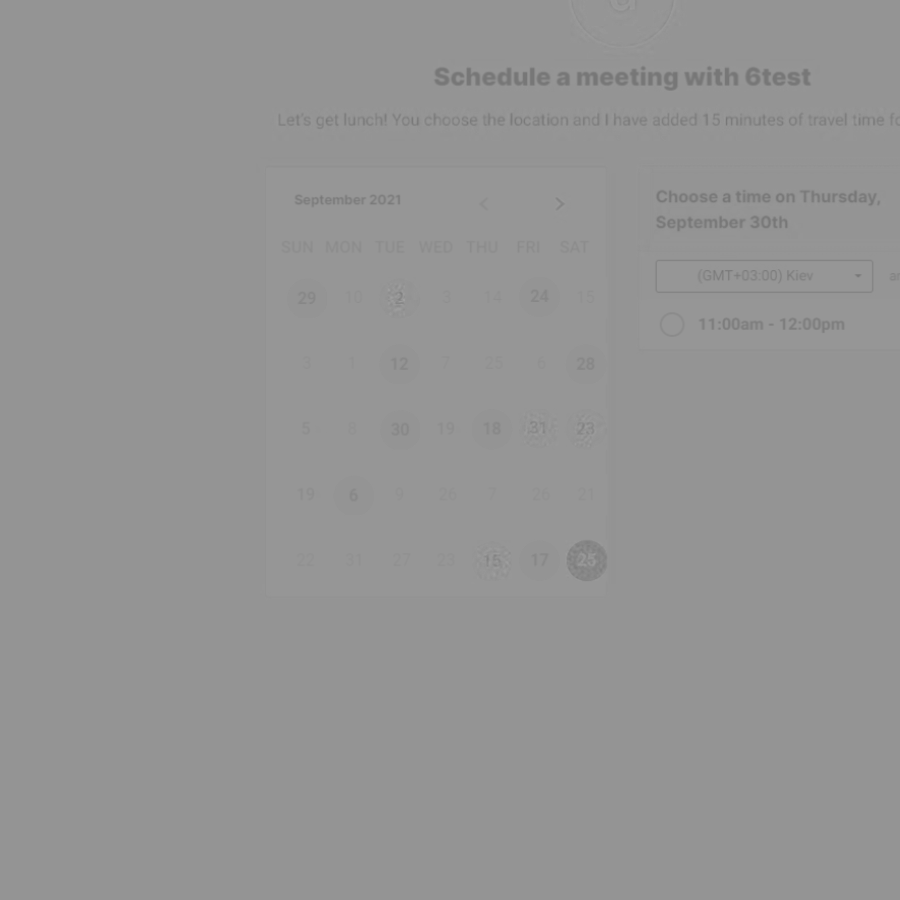 Schedule a meeting with 6test
Let's get lunch! You choose the location and I have added 15 minutes of travel time fo
September 2021
SUN MON TUE WED THU FRI SAT
29 10 2 3 14 24 15
3 1 12 7 25 6 28
5 8 30 19 18 31 23
19 6 9 26 7 26 21
22 31 27 23 15 17 25
Choose a time on Thursday,
September 30th
(GMT+03:00) Kiev
11:00am - 12:00pm